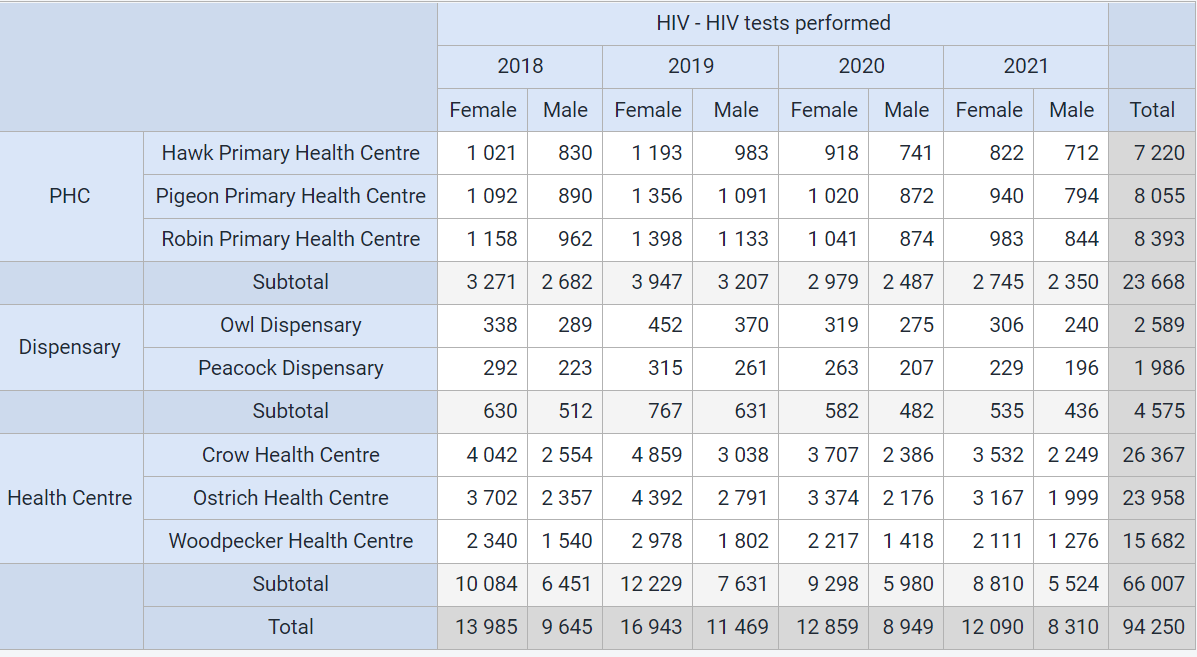 HIV - HIV tests performed
2018 2019 2020 2021
Female Male Female Male Female Male Female Male Total
PHC
Hawk Primary Health Centre 1 021 830 1 193 983 918 741 822 712 7 220
Pigeon Primary Health Centre 1 092 890 1 356 1 091 1 020 872 940 794 8 055
Robin Primary Health Centre 1 158 962 1 398 1 133 1 041 874 983 844 8 393
Subtotal 3 271 2 682 3 947 3 207 2 979 2 487 2 745 2 350 23 668
Dispensary
Owl Dispensary 338 289 452 370 319 275 306 240 2 589
Peacock Dispensary 292 223 315 261 263 207 229 196 1 986
Subtotal 630 512 767 631 582 482 535 436 4 575
Health Centre
Crow Health Centre 4 042 2 554 4 859 3 038 3 707 2 386 3 532 2 249 26 367
Ostrich Health Centre 3 702 2 357 4 392 2 791 3 374 2 176 3 167 1 999 23 958
Woodpecker Health Centre 2 340 1 540 2 978 1 802 2 217 1 418 2 111 1 276 15 682
Subtotal 10 084 6 451 12 229 7 631 9 298 5 980 8 810 5 524 66 007
Total 13 985 9 645 16 943 11 469 12 859 8 949 12 090 8 310 94 250